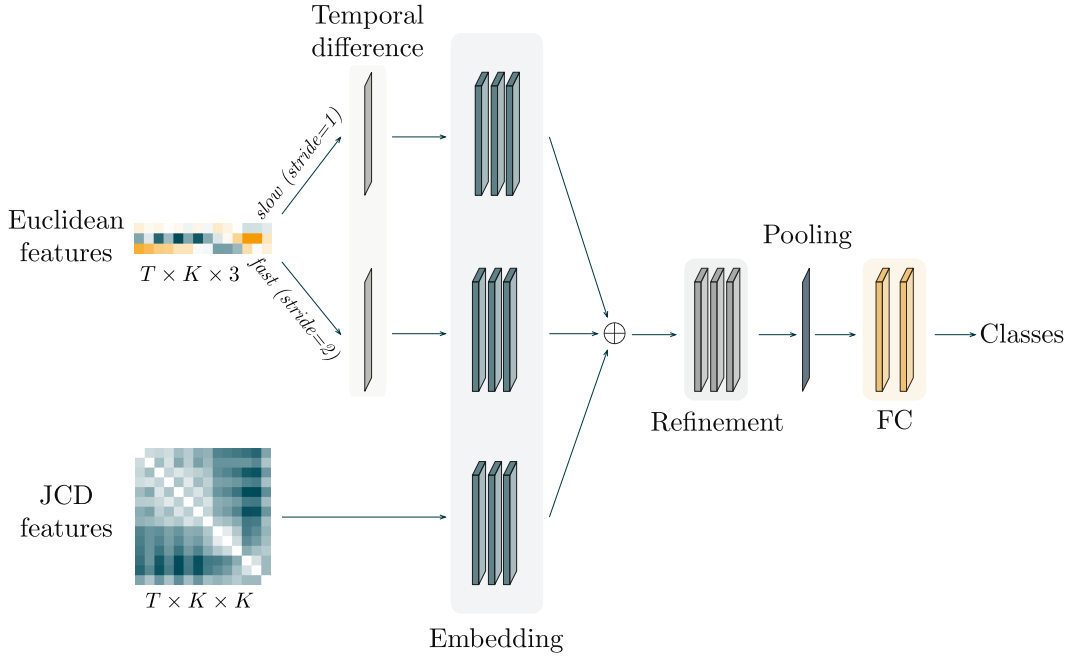 Temporal
difference
slow (stride=1)
Euclidean
features
T × K × 3
fast (stride=2)
Pooling
Classes
Refinement
FC
JCD
features
T × K × K
Embedding